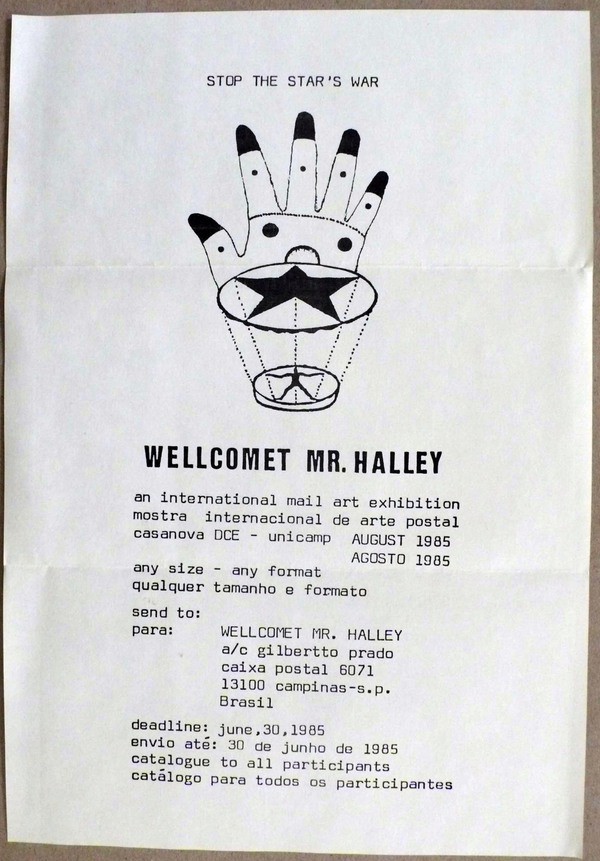 STOP THE STAR'S WAR
WELLCOMET MR. HALLEY
an international mail art exhibition
mostra internacional de arte postal
casanova DCE - unicamp AUGUST 1985
AGOSTO 1985
any size - any format
qualquer tamanho e formato
send to:
para: WELLCOMET MR. HALLEY
a/c gilbertto prado
caixa postal 6071
13100 campinas-s.p.
Brasil
deadline: june,30,1985
envio até: 30 de junho de 1985
catalogue to all participants
catálogo para todos os participantes